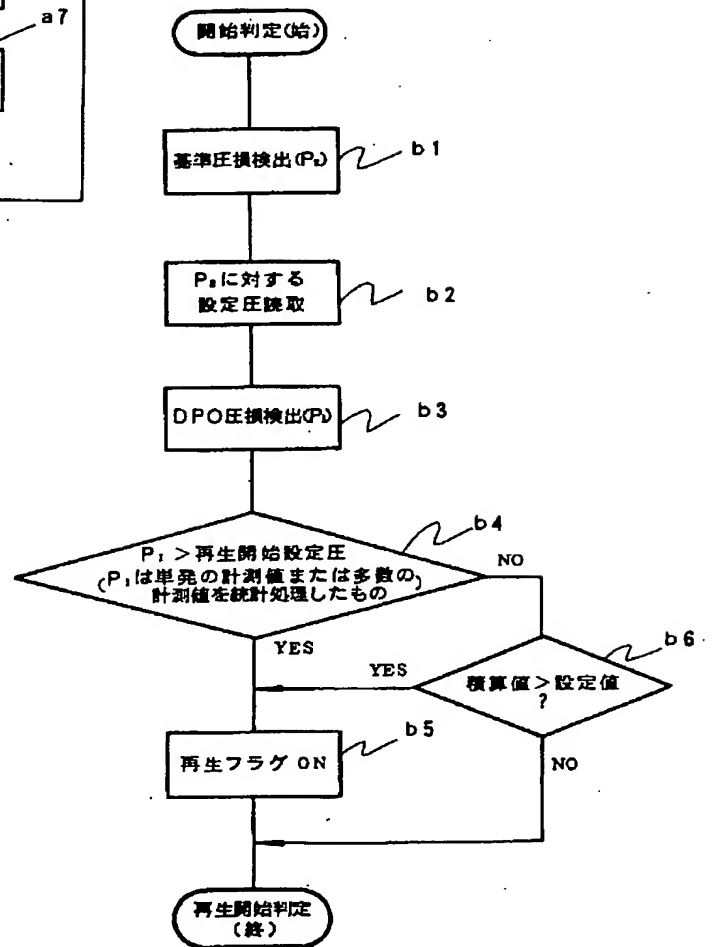 a7
開始判定(始)
基準圧損検出(P₂)
b1
P₂に対する
設定圧読取
b2
DPO圧損検出(P₁)
b3
b4
P₁>再生開始設定圧
(P₁は単発の計測値または多数の)
計測値を統計処理したもの
NO
YES
b6
積算値>設定値
?
YES
NO
b5
再生フラグ ON
再生開始判定
(終)